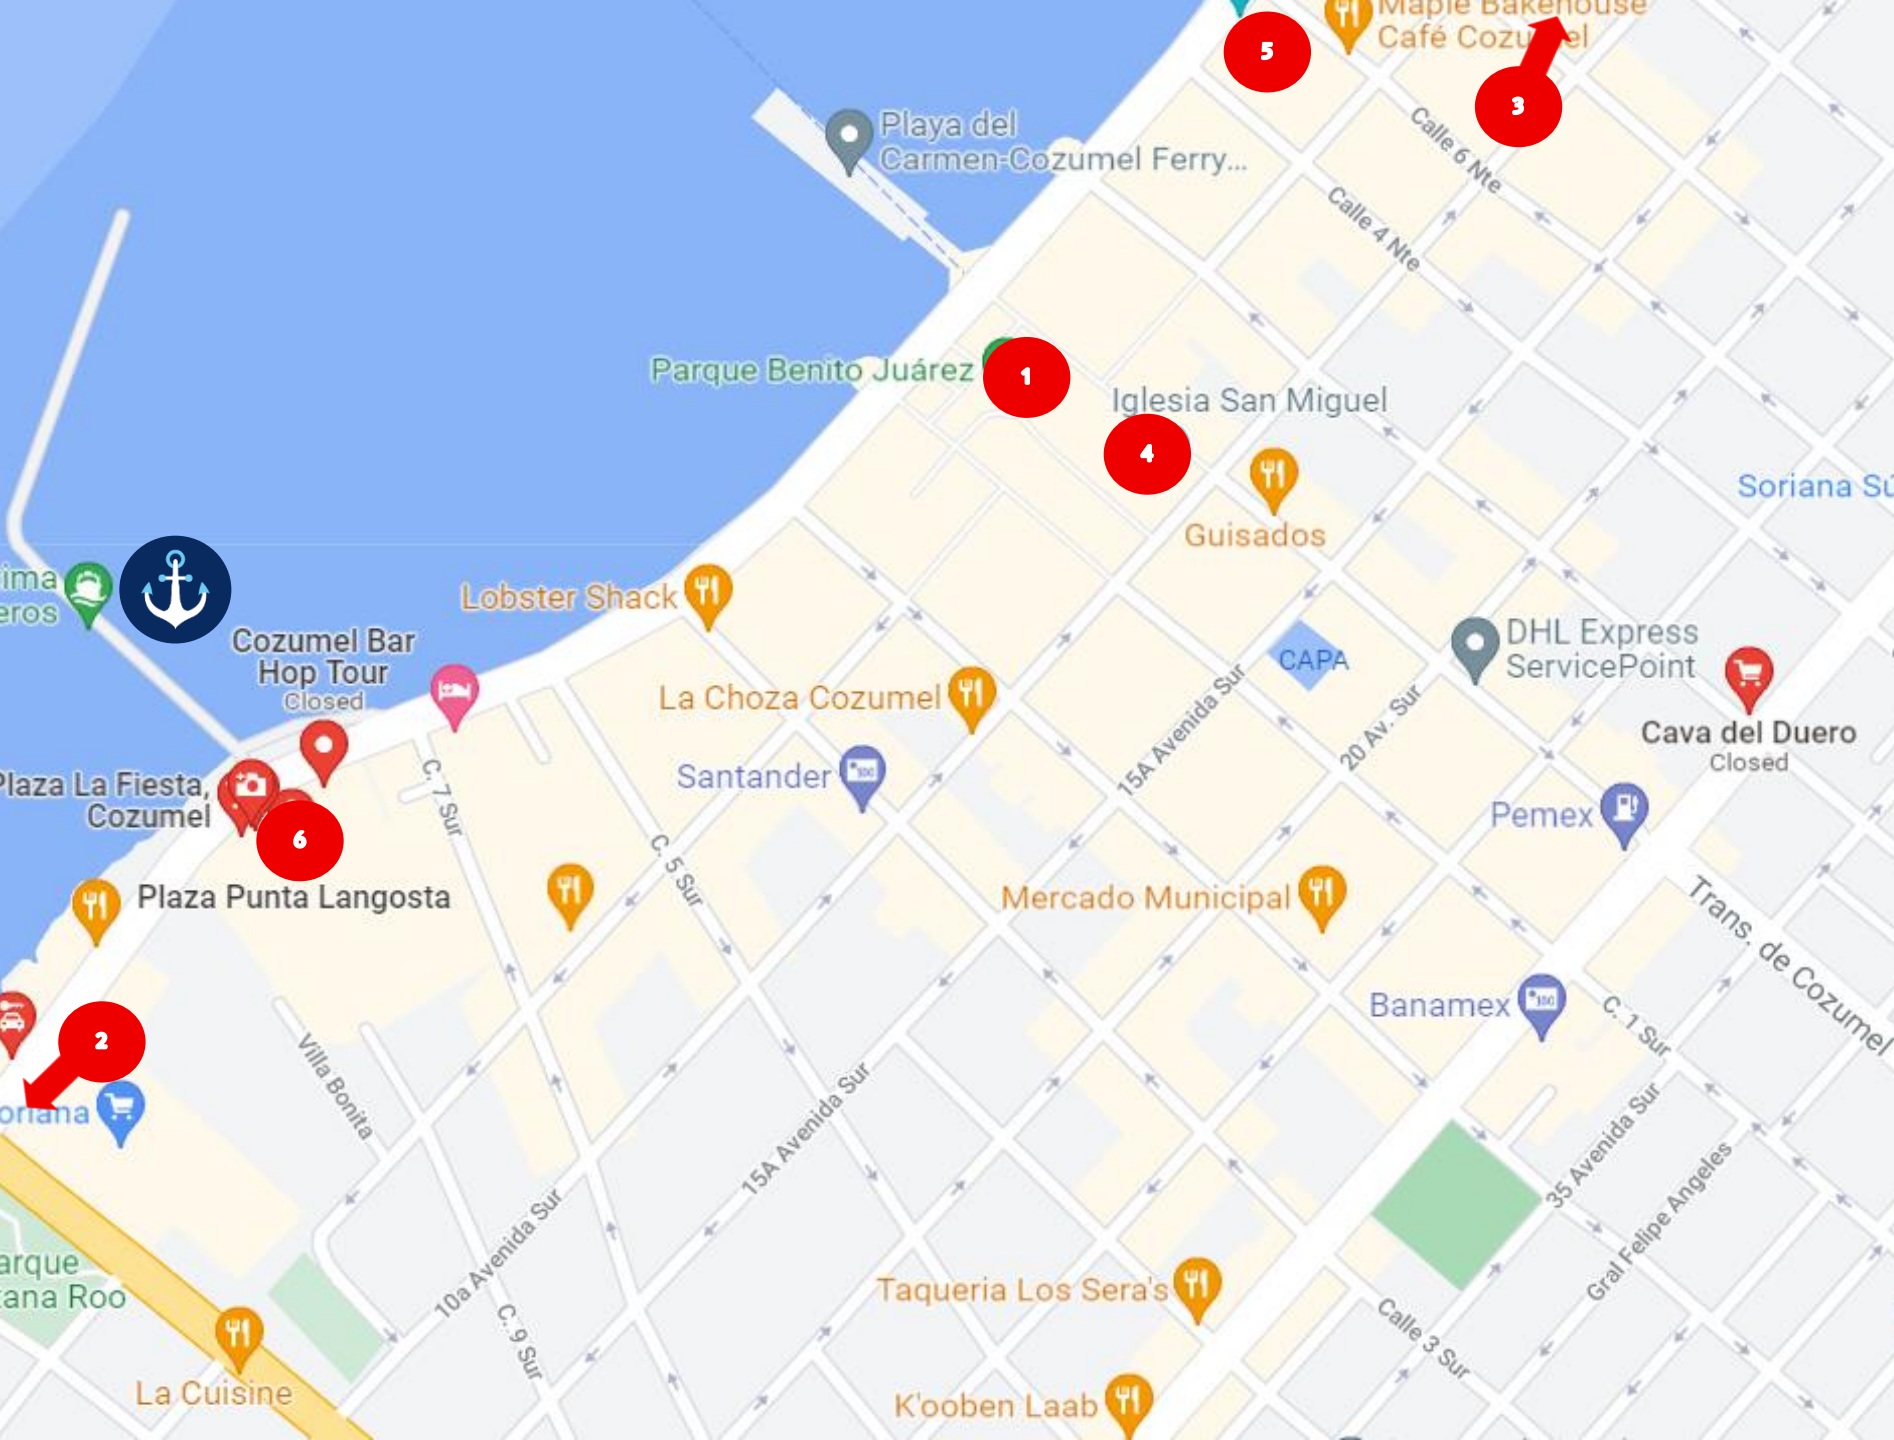 Maple Bakehouse
Café Cozumel
5
3
Playa del
Carmen-Cozumel Ferry...
Calle 6 Nte
Calle 4 Nte
Parque Benito Juárez
1
Iglesia San Miguel
4
Guisados
Soriana Sú
ima
eros
Lobster Shack
Cozumel Bar
Hop Tour
Closed
CAPA
DHL Express
ServicePoint
La Choza Cozumel
15A Avenida Sur
20 Av. Sur
Cava del Duero
Closed
Santander
C. 7 Sur
Plaza La Fiesta,
Cozumel
6
Pemex
C. 5 Sur
Plaza Punta Langosta
Mercado Municipal
Trans. de Cozumel
Banamex
C. 1 Sur
2
oriana
Villa Bonita
15A Avenida Sur
35 Avenida Sur
Gral Felipe Angeles
10a Avenida Sur
arque
tana Roo
Taqueria Los Sera's
C. 9 Sur
Calle 3 Sur
La Cuisine
K'ooben Laab